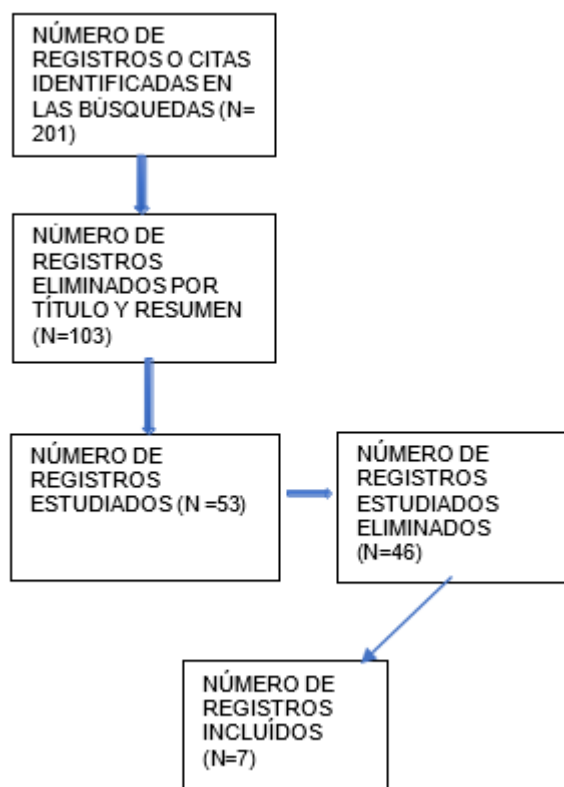 NÚMERO DE
REGISTROS O CITAS
IDENTIFICADAS EN
LAS BÚSQUEDAS (N=
201)
NÚMERO DE
REGISTROS
ELIMINADOS POR
TÍTULO Y RESUMEN
(N=103)
NÚMERO DE
REGISTROS
ESTUDIADOS (N =53)
NÚMERO DE
REGISTROS
ESTUDIADOS
ELIMINADOS
(N=46)
NÚMERO DE
REGISTROS
INCLUÍDOS
(N=7)